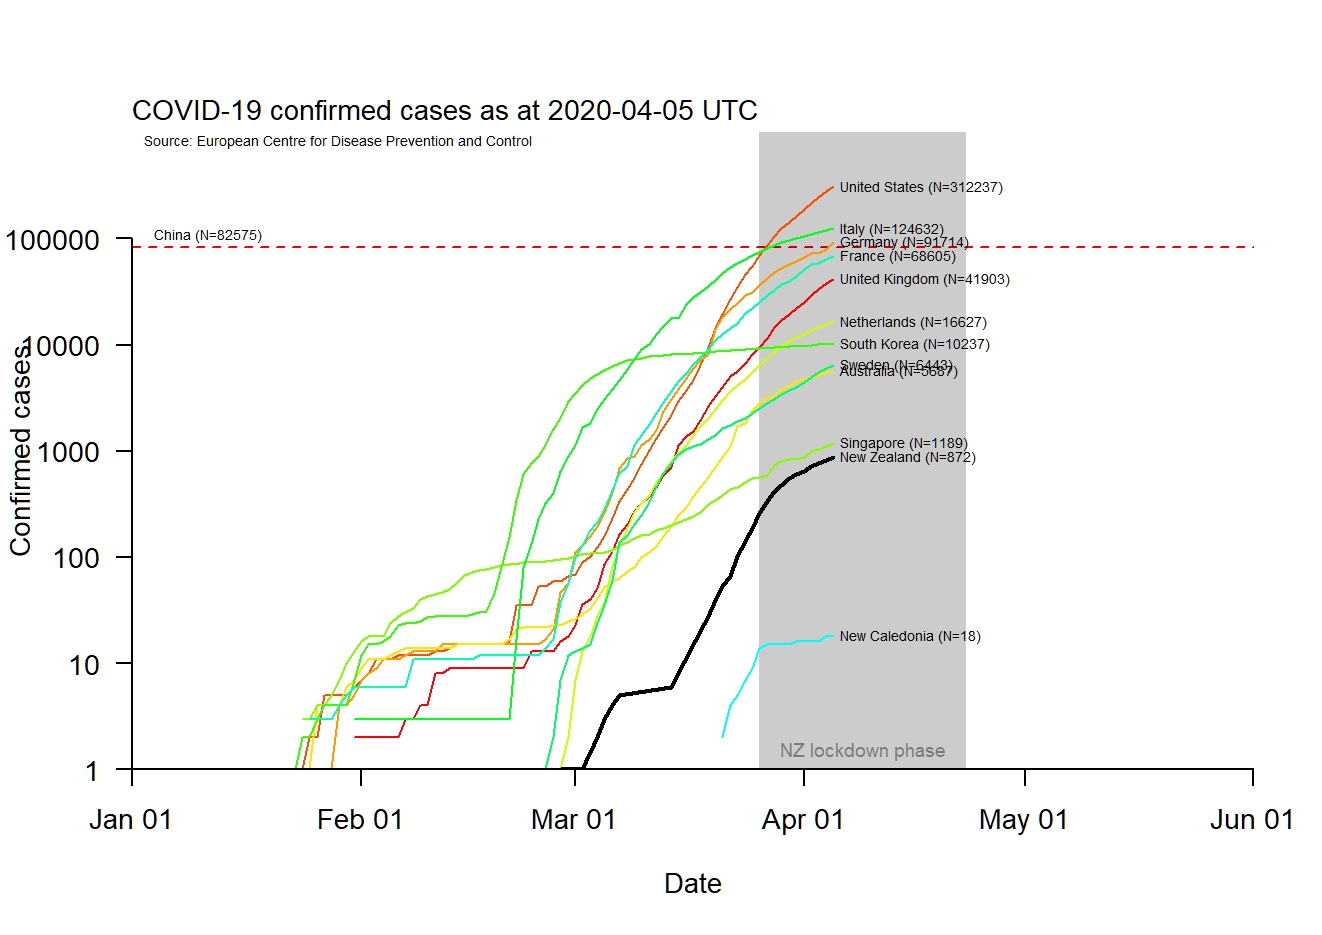 COVID-19 confirmed cases as at 2020-04-05 UTC
Source: European Centre for Disease Prevention and Control
United States (N=312237)
Italy (N=124632)
China (N=82575)
Germany (N=91714)
France (N=68605)
United Kingdom (N=41903)
Netherlands (N=16627)
South Korea (N=10237)
Sweden (N=6443)
Australia (N=5687)
Singapore (N=1189)
New Zealand (N=872)
New Caledonia (N=18)
NZ lockdown phase
Confirmed cases
100000
10000
1000
100
10
1
Jan 01 Feb 01 Mar 01 Apr 01 May 01 Jun 01
Date